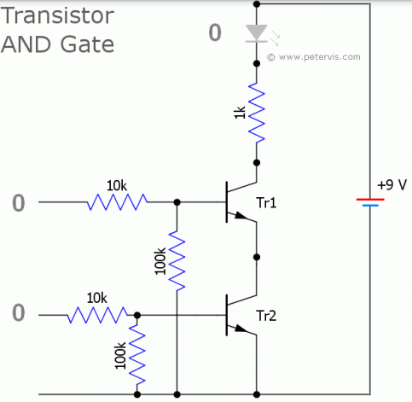 Transistor
AND Gate
0
© www.petervis.com
1k
+9 V
10k
0
Tr1
100k
10k
0
Tr2
100k